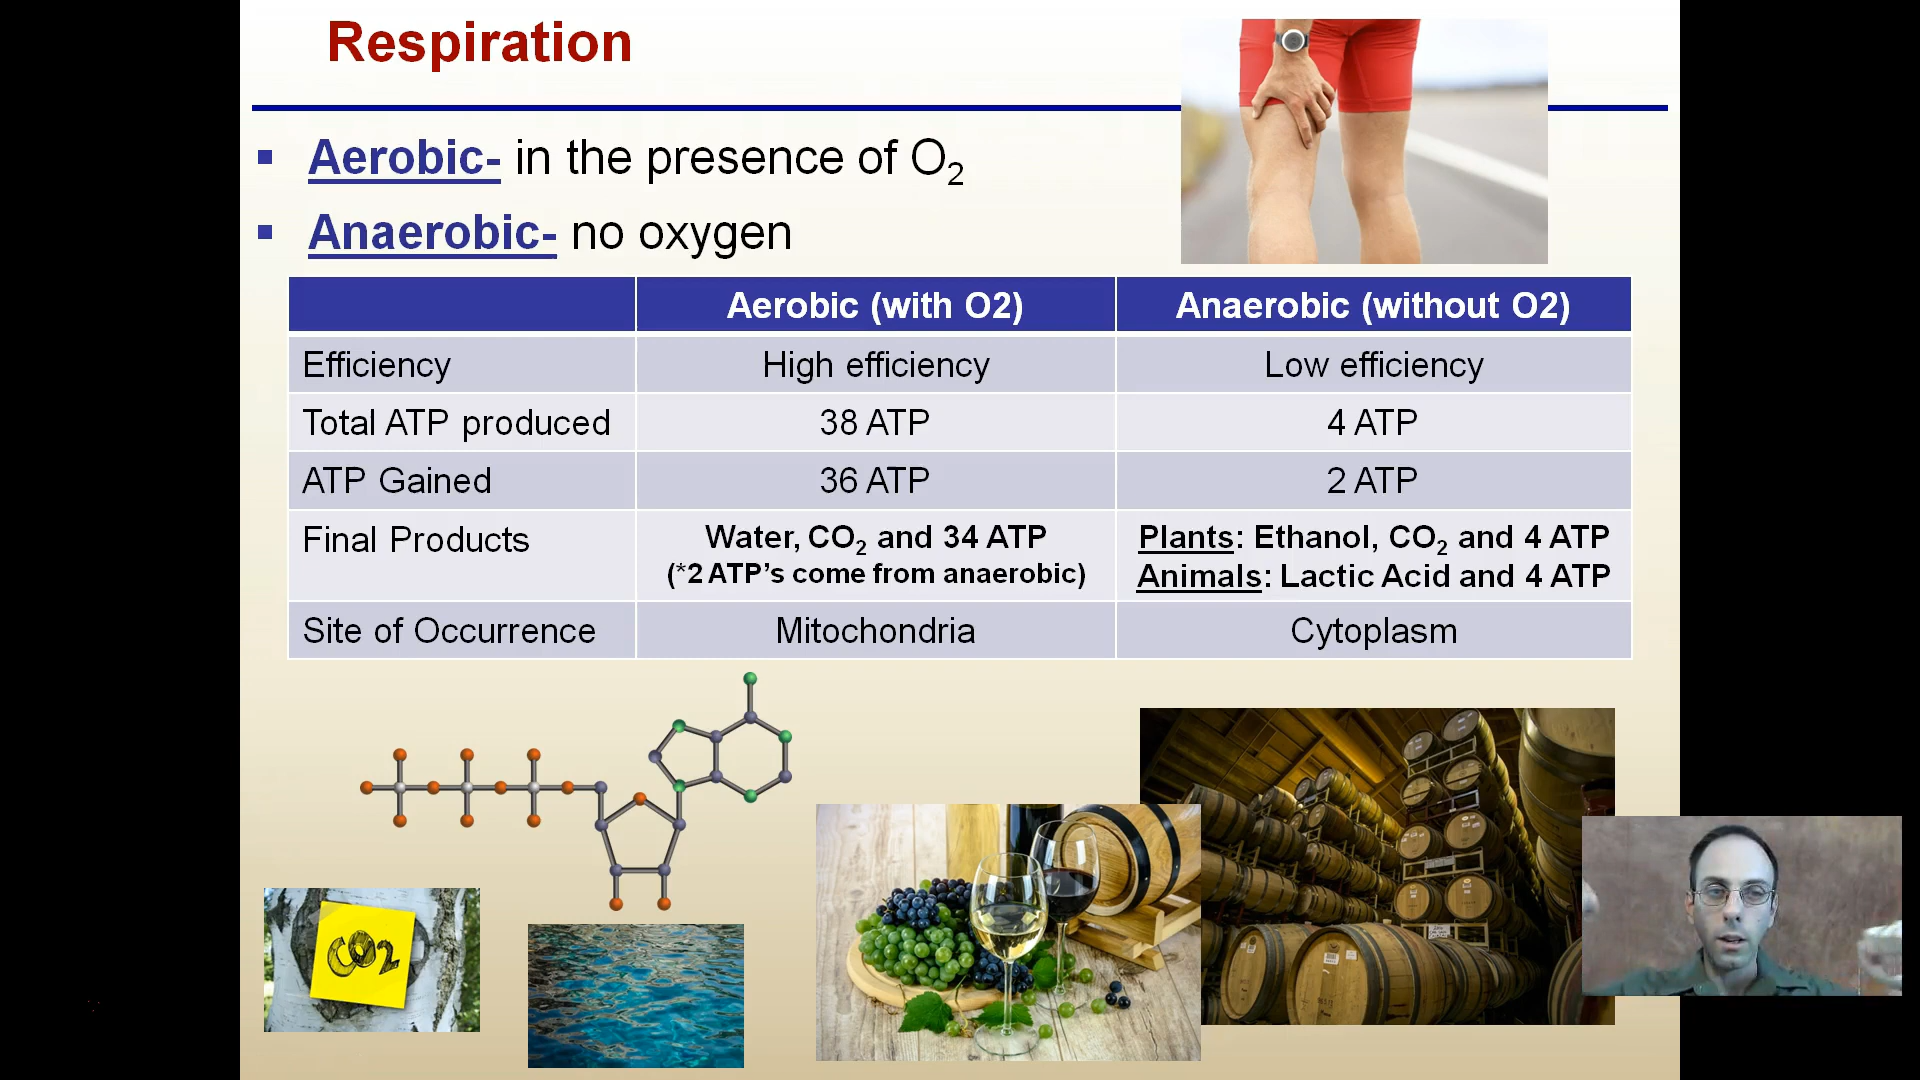 Respiration
Aerobic- in the presence of O₂
Anaerobic- no oxygen
Aerobic (with O2) Anaerobic (without O2)
Efficiency High efficiency Low efficiency
Total ATP produced 38 ATP 4 ATP
ATP Gained 36 ATP 2 ATP
Final Products Water, CO₂ and 34 ATP Plants: Ethanol, CO₂ and 4 ATP
(*2 ATP’s come from anaerobic) Animals: Lactic Acid and 4 ATP
Site of Occurrence Mitochondria Cytoplasm
CO2